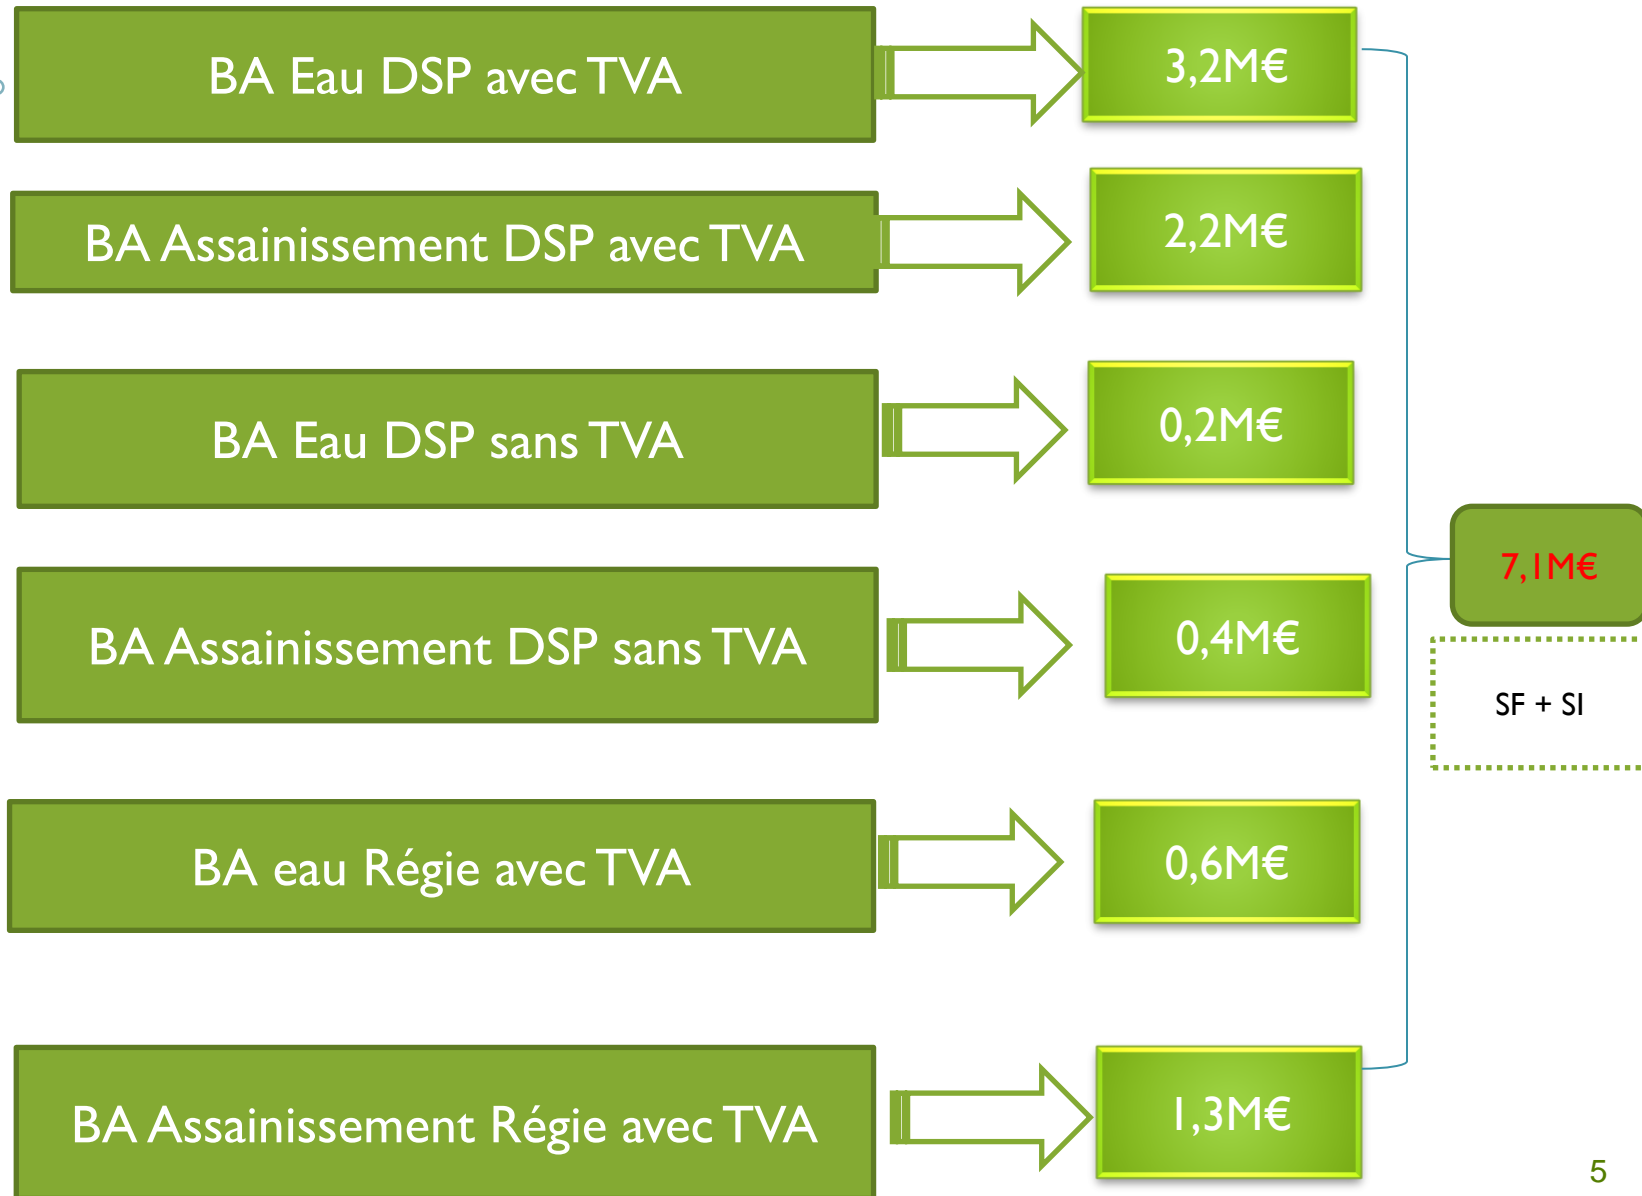 BA Eau DSP avec TVA
3,2M€
BA Assainissement DSP avec TVA
2,2M€
BA Eau DSP sans TVA
0,2M€
BA Assainissement DSP sans TVA
0,4M€
BA eau Régie avec TVA
0,6M€
BA Assainissement Régie avec TVA
1,3M€
7,1M€
SF + SI
5